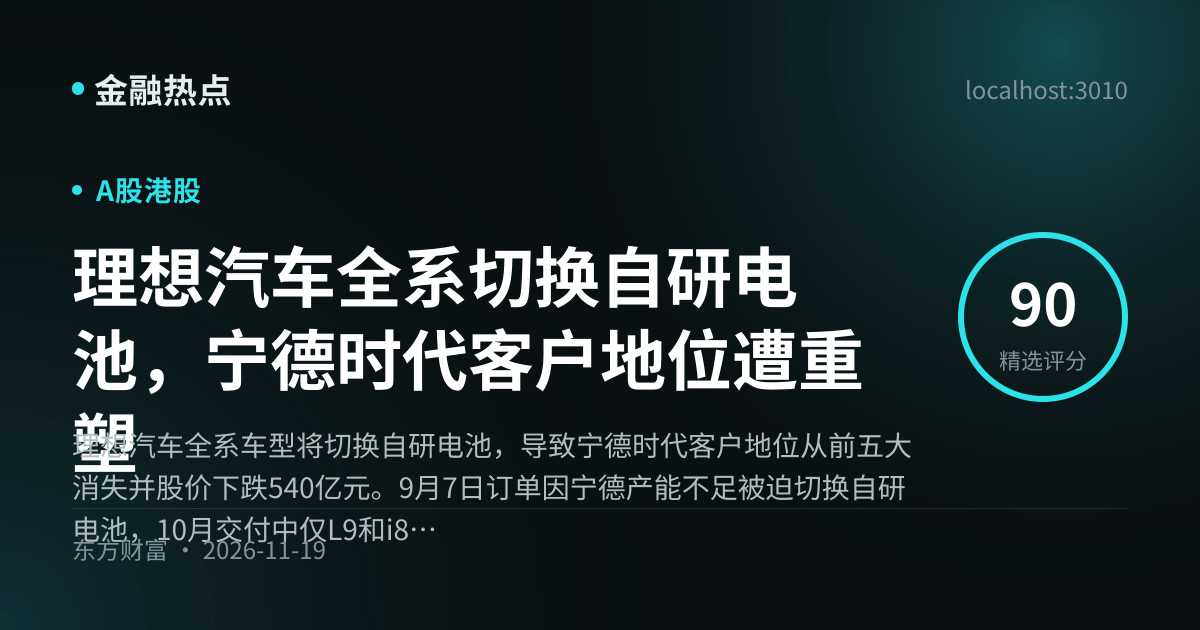 金融热点
localhost:3010
A股港股
理想汽车全系切换自研电
池，宁德时代客户地位遭重
塑
90
精选评分
理想汽车全系车型将切换自研电池，导致宁德时代客户地位从前五大
消失并股价下跌540亿元。9月7日订单因宁德产能不足被迫切换自研
电池，10月交付中仅L9和i8…
东方财富 · 2026-11-19